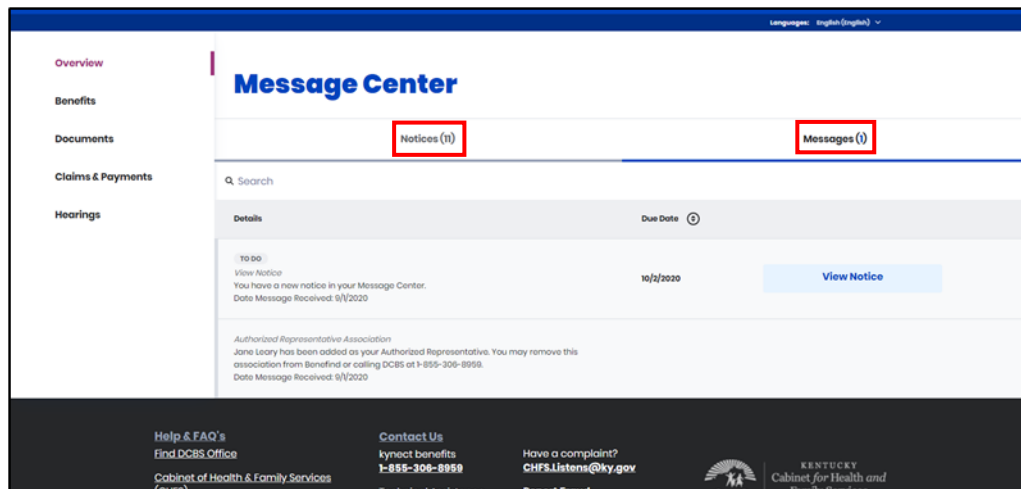 Languages: English (English)
Overview
Benefits
Documents
Claims & Payments
Hearings
Message Center
Notices (11)
Messages (1)
Search
Details
Due Date
TO DO
View Notice
You have a new notice in your Message Center.
Date Message Received: 9/1/2020
10/2/2020
View Notice
Authorized Representative Association
Jane Leary has been added as your Authorized Representative. You may remove this
association from Benefind or calling DCBS at 1-855-306-8959.
Date Message Received: 9/1/2020
Help & FAQ's
Find DCBS Office
Cabinet of Health & Family Services
Contact Us
kynect benefits
1-855-306-8959
Have a complaint?
CHFS.Listens@ky.gov
KENTUCKY
Cabinet for Health and